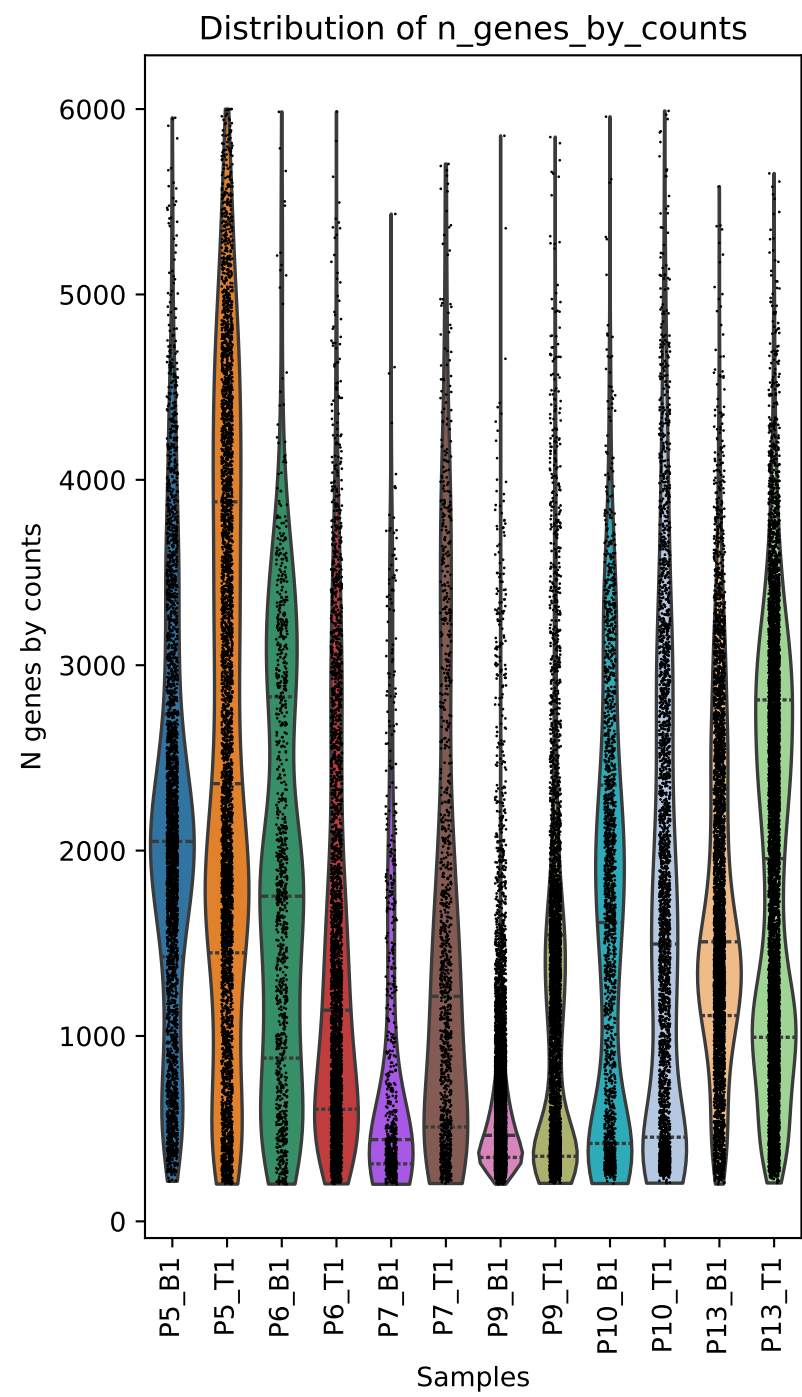 Distribution of n_genes_by_counts
N genes by counts
6000
5000
4000
3000
2000
1000
0
P5_B1
P5_T1
P6_B1
P6_T1
P7_B1
P7_T1
P9_B1
P9_T1
P10_B1
P10_T1
P13_B1
P13_T1
Samples